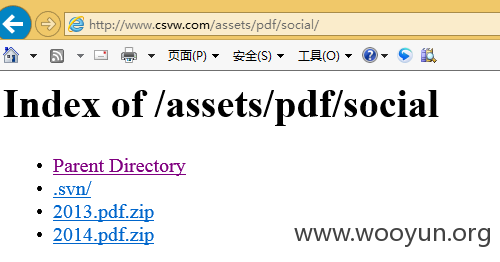 http://www.csvw.com/assets/pdf/social/
页面(P) 安全(S) 工具(O)
Index of /assets/pdf/social
Parent Directory
.svn/
2013.pdf.zip
2014.pdf.zip
www.wooyun.org